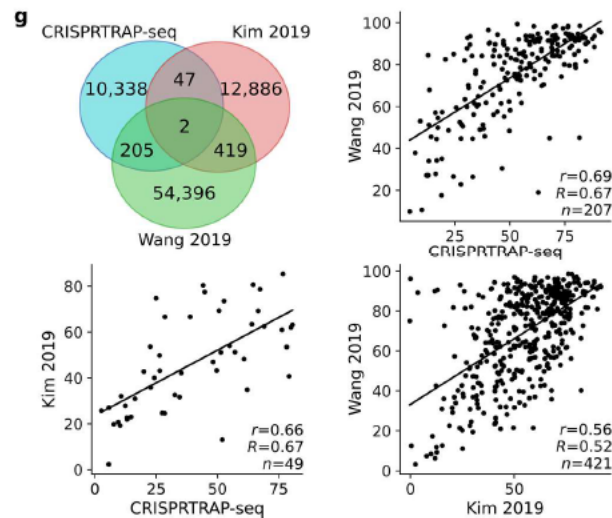 g
CRISPRTRAP-seq Kim 2019
10,338 47 12,886
2
205 419
54,396
Wang 2019
100
80
60
40
20
Wang 2019
r=0.69
R=0.67
n=207
25 50 75
CRISPRTRAP-seq
80
60
40
20
0
Kim 2019
r=0.66
R=0.67
n=49
0 25 50 75
CRISPRTRAP-seq
100
80
60
40
20
0
Wang 2019
r=0.56
R=0.52
n=421
0 50
Kim 2019